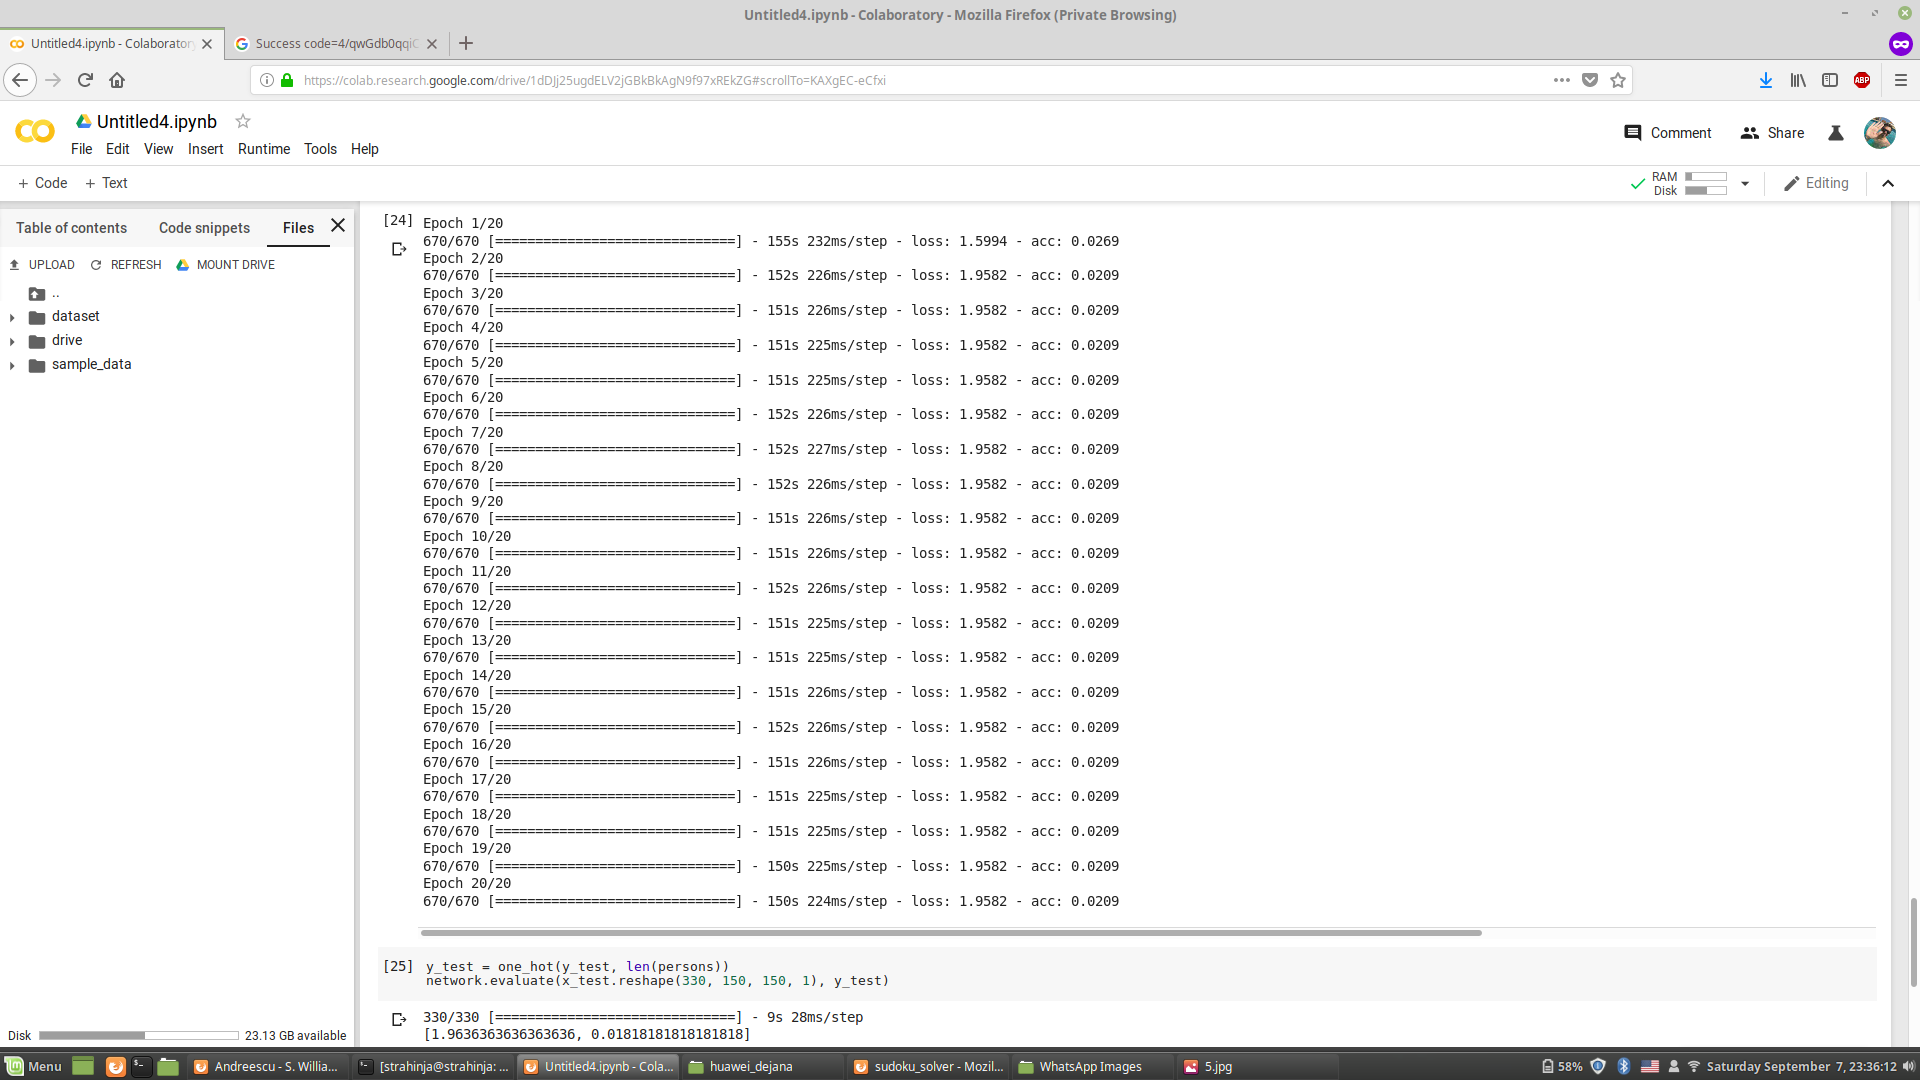 Untitled4.ipynb - Colaboratory - Mozilla Firefox (Private Browsing)
Untitled4.ipynb - Colaborator
Success code=4/qwGdb0qqi
https://colab.research.google.com/drive/1dDJj25ugdELV2jGBkBkAgN9f97xREkZG#scrollTo=KAXgEC-eCfxi
ABP
Untitled4.ipynb
File Edit View Insert Runtime Tools Help
Comment
Share
+ Code + Text
RAM
Disk
Editing
Table of contents
Code snippets
Files
UPLOAD
REFRESH
MOUNT DRIVE
..
dataset
drive
sample_data
Disk
23.13 GB available
[24]
Epoch 1/20
670/670 [==============================] - 155s 232ms/step - loss: 1.5994 - acc: 0.0269
Epoch 2/20
670/670 [==============================] - 152s 226ms/step - loss: 1.9582 - acc: 0.0209
Epoch 3/20
670/670 [==============================] - 151s 226ms/step - loss: 1.9582 - acc: 0.0209
Epoch 4/20
670/670 [==============================] - 151s 225ms/step - loss: 1.9582 - acc: 0.0209
Epoch 5/20
670/670 [==============================] - 151s 225ms/step - loss: 1.9582 - acc: 0.0209
Epoch 6/20
670/670 [==============================] - 152s 226ms/step - loss: 1.9582 - acc: 0.0209
Epoch 7/20
670/670 [==============================] - 152s 227ms/step - loss: 1.9582 - acc: 0.0209
Epoch 8/20
670/670 [==============================] - 152s 226ms/step - loss: 1.9582 - acc: 0.0209
Epoch 9/20
670/670 [==============================] - 151s 226ms/step - loss: 1.9582 - acc: 0.0209
Epoch 10/20
670/670 [==============================] - 151s 226ms/step - loss: 1.9582 - acc: 0.0209
Epoch 11/20
670/670 [==============================] - 152s 226ms/step - loss: 1.9582 - acc: 0.0209
Epoch 12/20
670/670 [==============================] - 151s 225ms/step - loss: 1.9582 - acc: 0.0209
Epoch 13/20
670/670 [==============================] - 151s 225ms/step - loss: 1.9582 - acc: 0.0209
Epoch 14/20
670/670 [==============================] - 151s 226ms/step - loss: 1.9582 - acc: 0.0209
Epoch 15/20
670/670 [==============================] - 152s 226ms/step - loss: 1.9582 - acc: 0.0209
Epoch 16/20
670/670 [==============================] - 151s 226ms/step - loss: 1.9582 - acc: 0.0209
Epoch 17/20
670/670 [==============================] - 151s 225ms/step - loss: 1.9582 - acc: 0.0209
Epoch 18/20
670/670 [==============================] - 151s 225ms/step - loss: 1.9582 - acc: 0.0209
Epoch 19/20
670/670 [==============================] - 150s 225ms/step - loss: 1.9582 - acc: 0.0209
Epoch 20/20
670/670 [==============================] - 150s 224ms/step - loss: 1.9582 - acc: 0.0209
[25]
y_test = one_hot(y_test, len(persons))
network.evaluate(x_test.reshape(330, 150, 150, 1), y_test)
330/330 [==============================] - 9s 28ms/step
[1.9636363636363636, 0.01818181818181818]
Menu
Andreescu - S. Willia...
[strahinja@strahinja: ...
Untitled4.ipynb - Cola...
huawei_dejana
sudoku_solver - Mozil...
WhatsApp Images
5.jpg
58%
Saturday September 7, 23:36:12